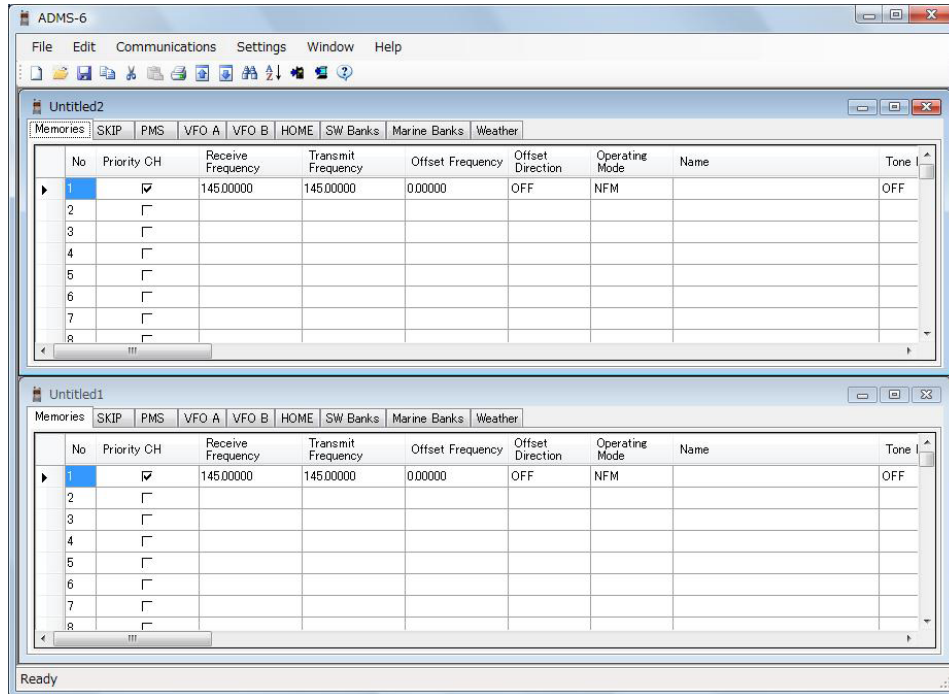 ADMS-6
File Edit Communications Settings Window Help
Untitled2
Memories SKIP PMS VFO A VFO B HOME SW Banks Marine Banks Weather
No Priority CH Receive Frequency Transmit Frequency Offset Frequency Offset Direction Operating Mode Name Tone
1 145.00000 145.00000 0.00000 OFF NFM OFF
2
3
4
5
6
7
8
Untitled1
Memories SKIP PMS VFO A VFO B HOME SW Banks Marine Banks Weather
No Priority CH Receive Frequency Transmit Frequency Offset Frequency Offset Direction Operating Mode Name Tone
1 145.00000 145.00000 0.00000 OFF NFM OFF
2
3
4
5
6
7
8
Ready